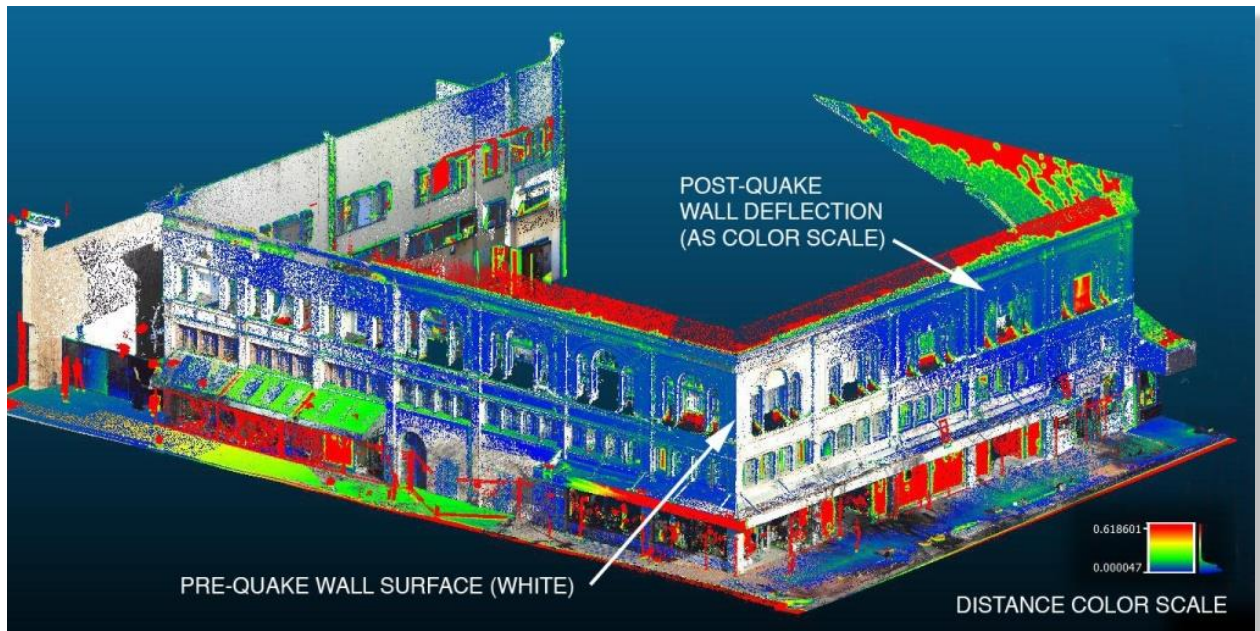 POST-QUAKE
WALL DEFLECTION
(AS COLOR SCALE)
PRE-QUAKE WALL SURFACE (WHITE)
0.618601
0.000047
DISTANCE COLOR SCALE